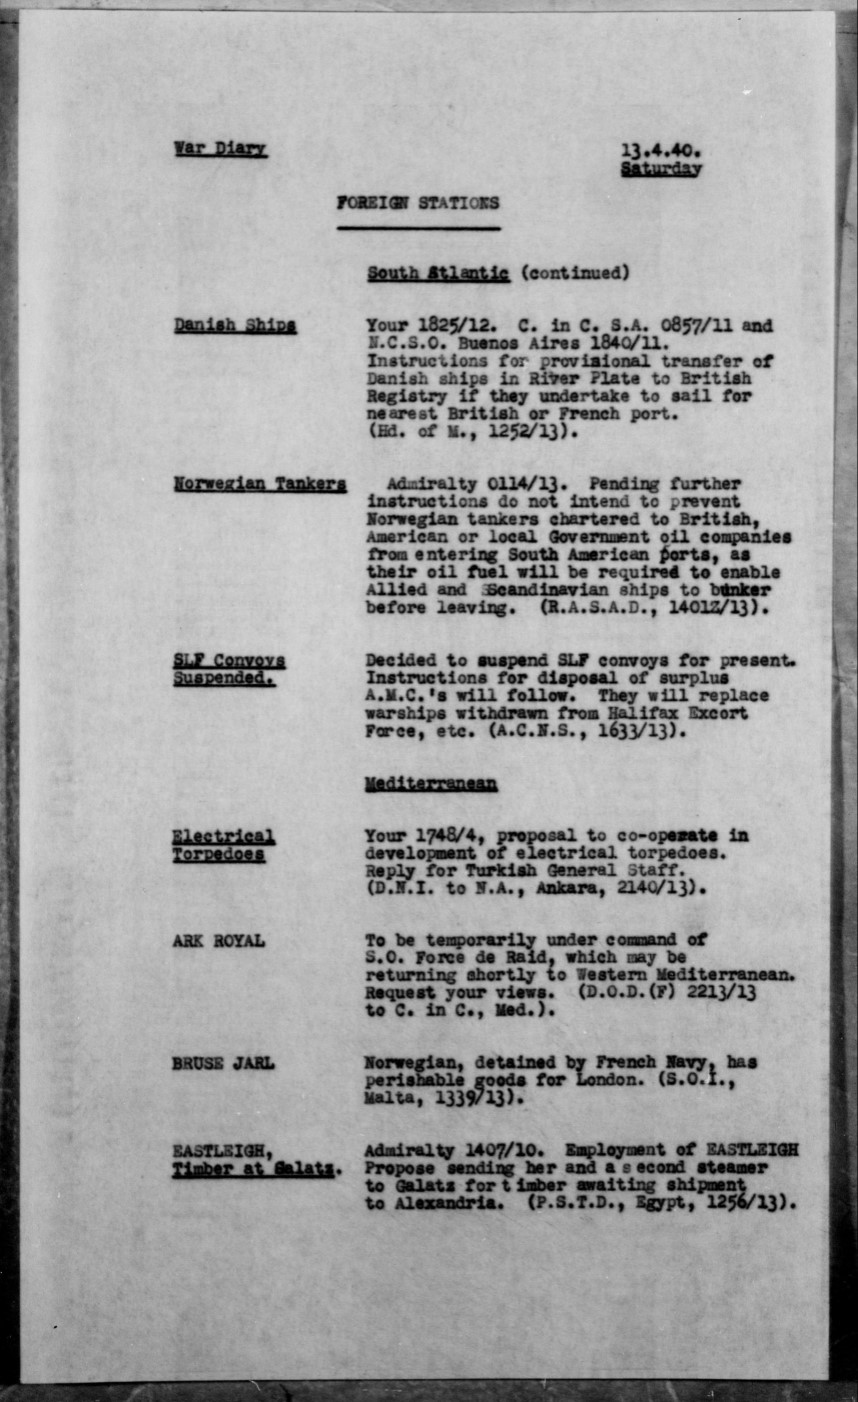 War Diary
13.4.40.
Saturday
FOREIGN STATIONS
South Atlantic (continued)
Danish Ships
Your 1825/12. C. in C. S.A. 0857/11 and
N.C.S.O. Buenos Aires 1840/11.
Instructions for provisional transfer of
Danish ships in River Plate to British
Registry if they undertake to sail for
nearest British or French port.
(Hd. of M., 1252/13).
Norwegian Tankers
Admiralty 0114/13. Pending further
instructions do not intend to prevent
Norwegian tankers chartered to British,
American or local Government oil companies
from entering South American ports, as
their oil fuel will be required to enable
Allied and Scandinavian ships to bunker
before leaving. (R.A.S.A.D., 1401Z/13).
SLF Convoys
Suspended.
Decided to suspend SLF convoys for present.
Instructions for disposal of surplus
A.M.C.'s will follow. They will replace
warships withdrawn from Halifax Excort
Force, etc. (A.C.N.S., 1633/13).
Mediterranean
Electrical
Torpedoes
Your 1748/4, proposal to co-operate in
development of electrical torpedoes.
Reply for Turkish General Staff.
(D.N.I. to N.A., Ankara, 2140/13).
ARK ROYAL
To be temporarily under command of
S.O. Force de Raid, which may be
returning shortly to Western Mediterranean.
Request your views. (D.O.D.(F) 2213/13
to C. in C., Med.).
BRUSE JARL
Norwegian, detained by French Navy, has
perishable goods for London. (S.O.I.,
Malta, 1339/13).
EASTLEIGH,
Timber at Galatz.
Admiralty 1407/10. Employment of EASTLEIGH
Propose sending her and a second steamer
to Galatz for timber awaiting shipment
to Alexandria. (P.S.T.D., Egypt, 1256/13).